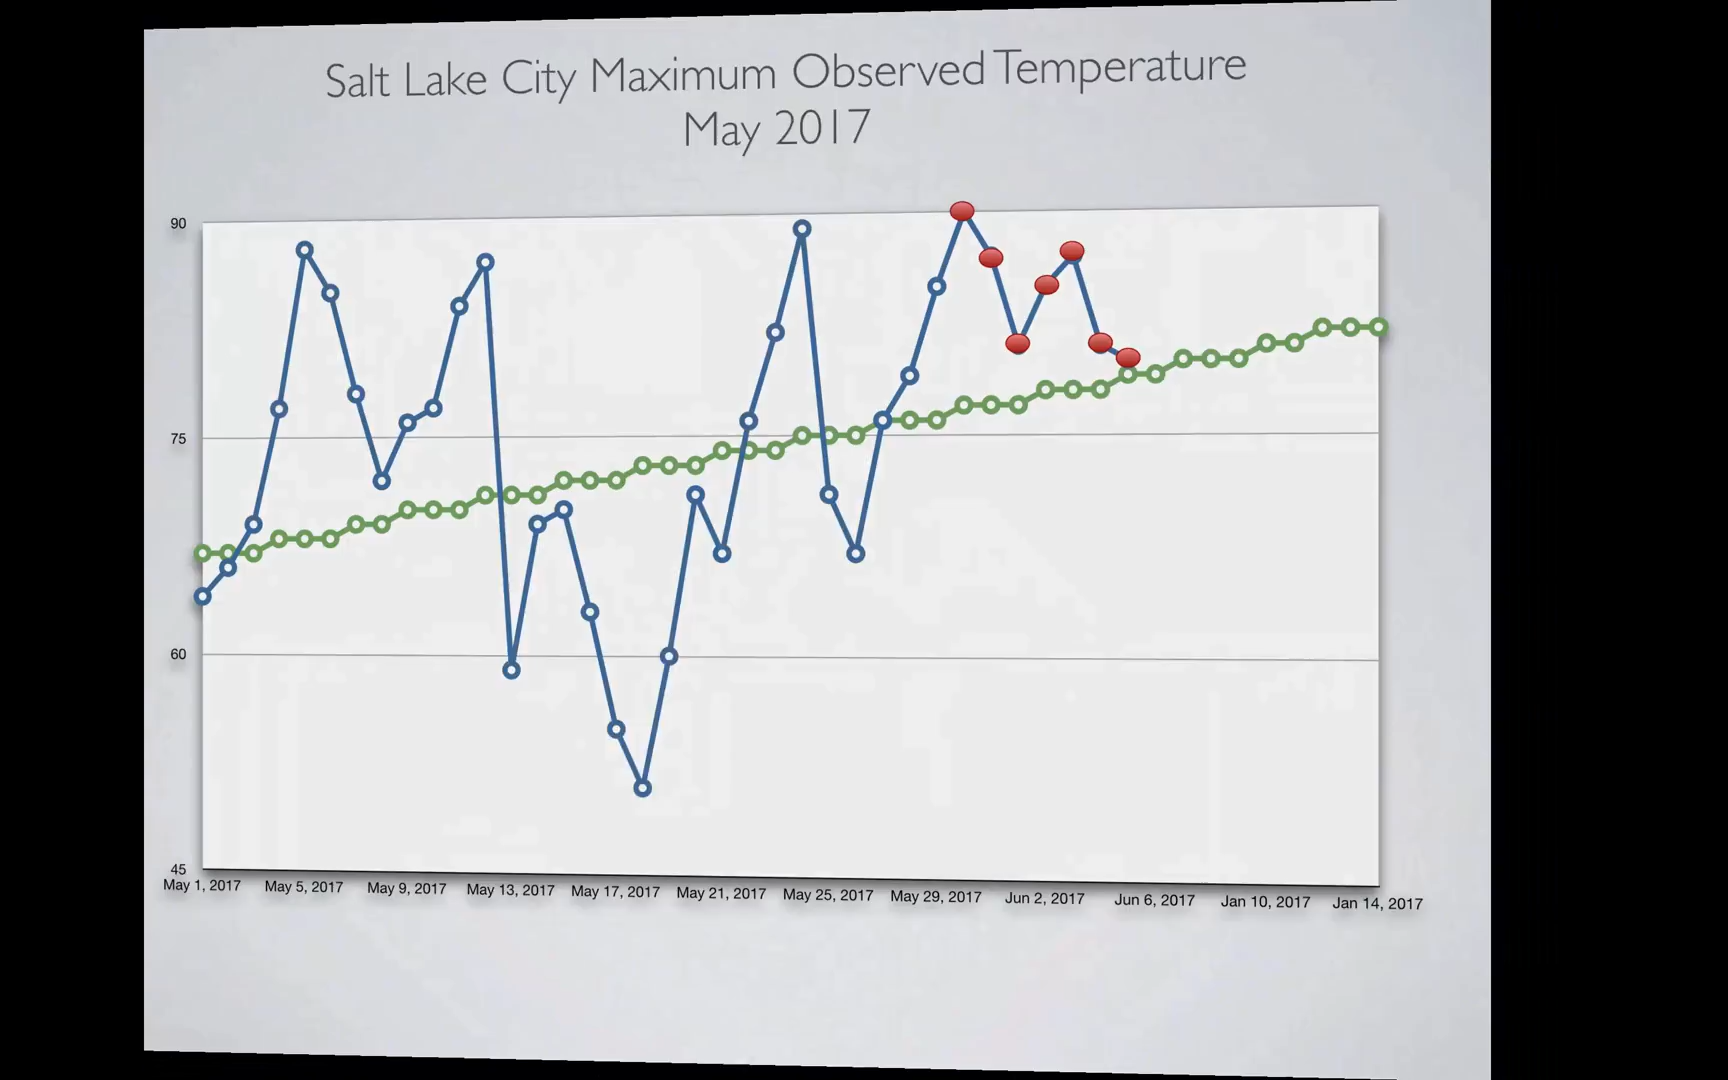 Salt Lake City Maximum Observed Temperature
May 2017
90
75
60
45
May 1, 2017 May 5, 2017 May 9, 2017 May 13, 2017 May 17, 2017 May 21, 2017 May 25, 2017 May 29, 2017 Jun 2, 2017 Jun 6, 2017 Jan 10, 2017 Jan 14, 2017